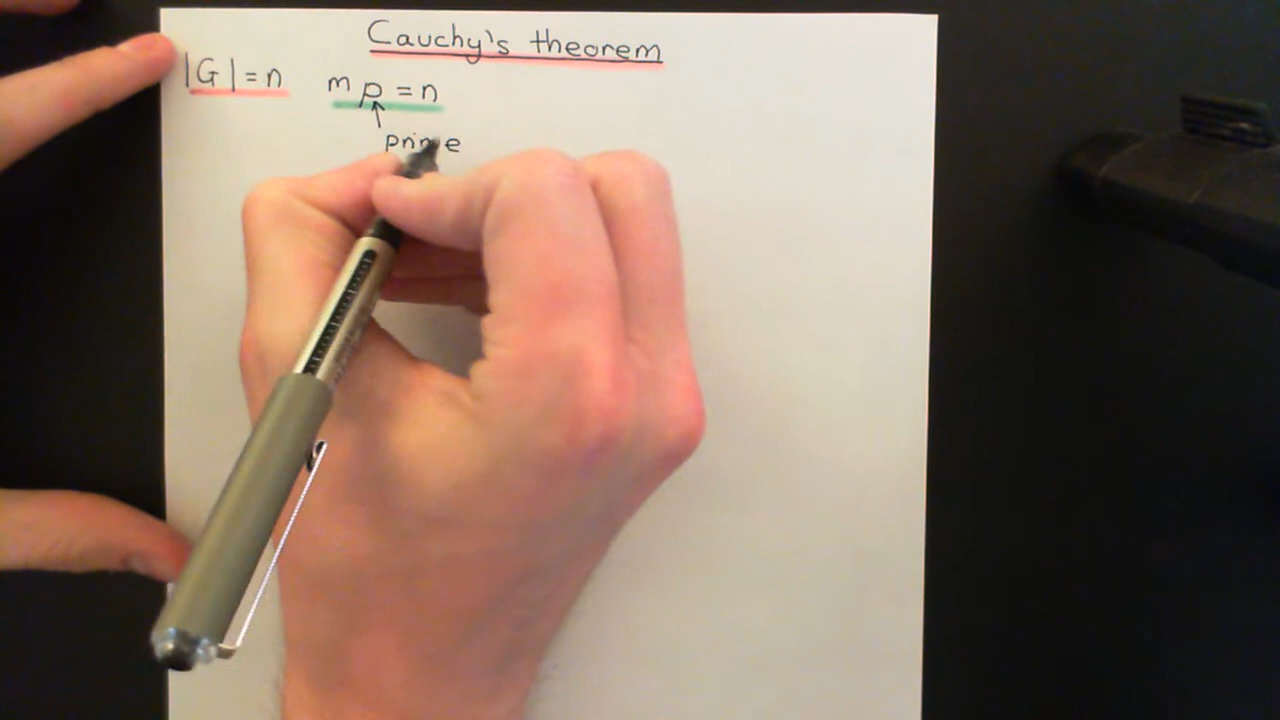 Cauchy's theorem
|G| = n mp = n
↑
prime